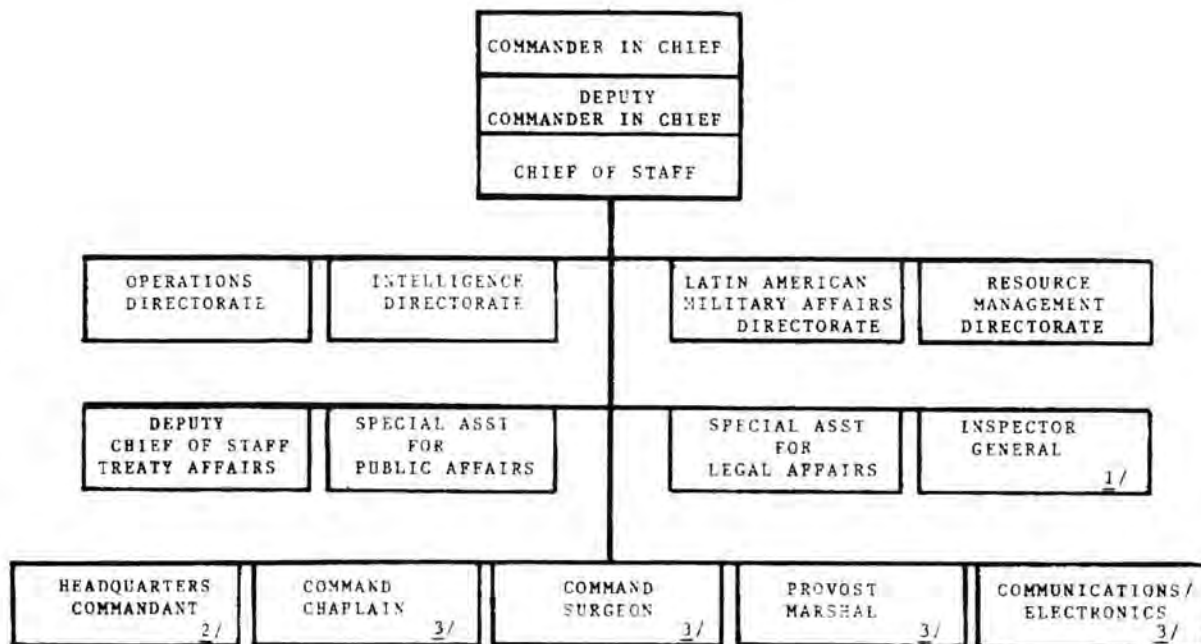 COMMANDER IN CHIEF
DEPUTY
COMMANDER IN CHIEF
CHIEF OF STAFF
OPERATIONS
DIRECTORATE
INTELLIGENCE
DIRECTORATE
LATIN AMERICAN
MILITARY AFFAIRS
DIRECTORATE
RESOURCE
MANAGEMENT
DIRECTORATE
DEPUTY
CHIEF OF STAFF
TREATY AFFAIRS
SPECIAL ASST
FOR
PUBLIC AFFAIRS
SPECIAL ASST
FOR
LEGAL AFFAIRS
INSPECTOR
GENERAL
1/
HEADQUARTERS
COMMANDANT
2/
COMMAND
CHAPLAIN
3/
COMMAND
SURGEON
3/
PROVOST
MARSHAL
3/
COMMUNICATIONS/
ELECTRONICS
3/